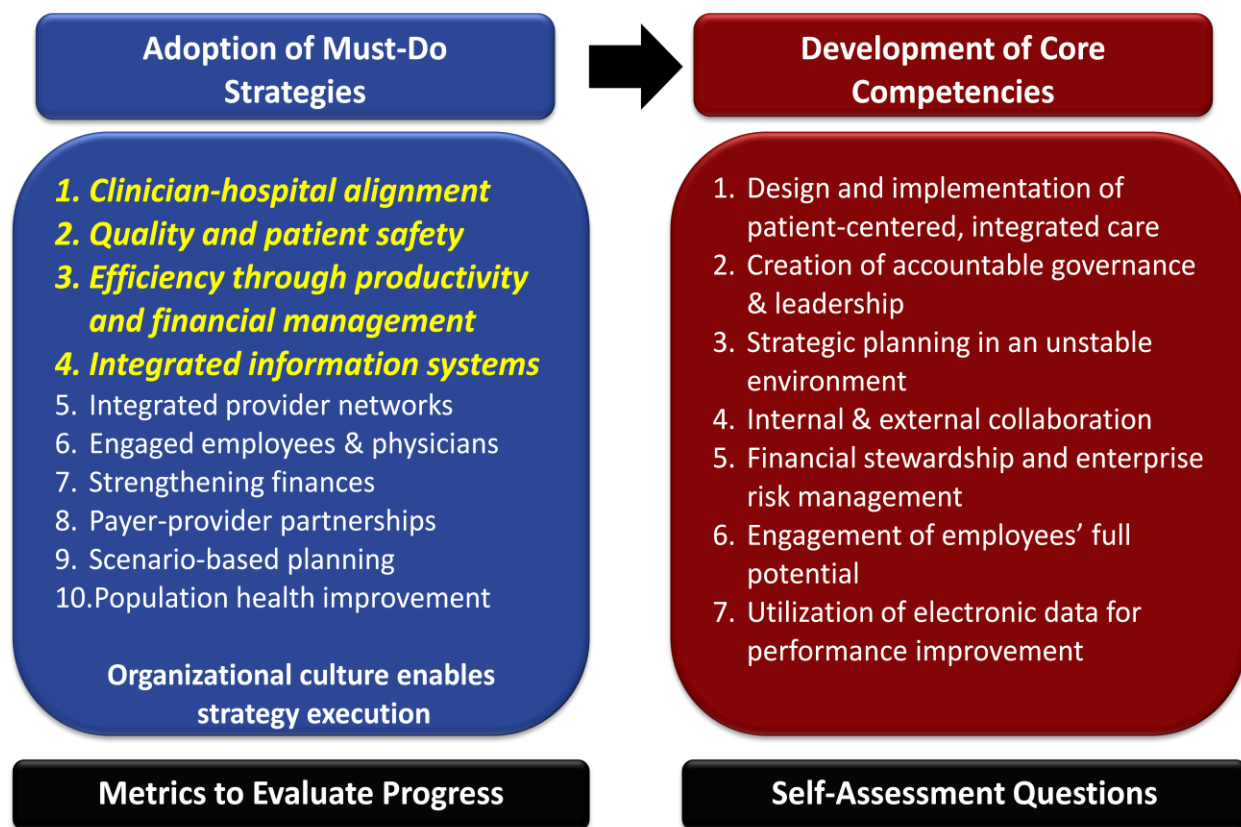 Adoption of Must-Do
Strategies
1. Clinician-hospital alignment
2. Quality and patient safety
3. Efficiency through productivity
and financial management
4. Integrated information systems
5. Integrated provider networks
6. Engaged employees & physicians
7. Strengthening finances
8. Payer-provider partnerships
9. Scenario-based planning
10.Population health improvement
Organizational culture enables
strategy execution
Metrics to Evaluate Progress
Development of Core
Competencies
1. Design and implementation of
patient-centered, integrated care
2. Creation of accountable governance
& leadership
3. Strategic planning in an unstable
environment
4. Internal & external collaboration
5. Financial stewardship and enterprise
risk management
6. Engagement of employees’ full
potential
7. Utilization of electronic data for
performance improvement
Self-Assessment Questions